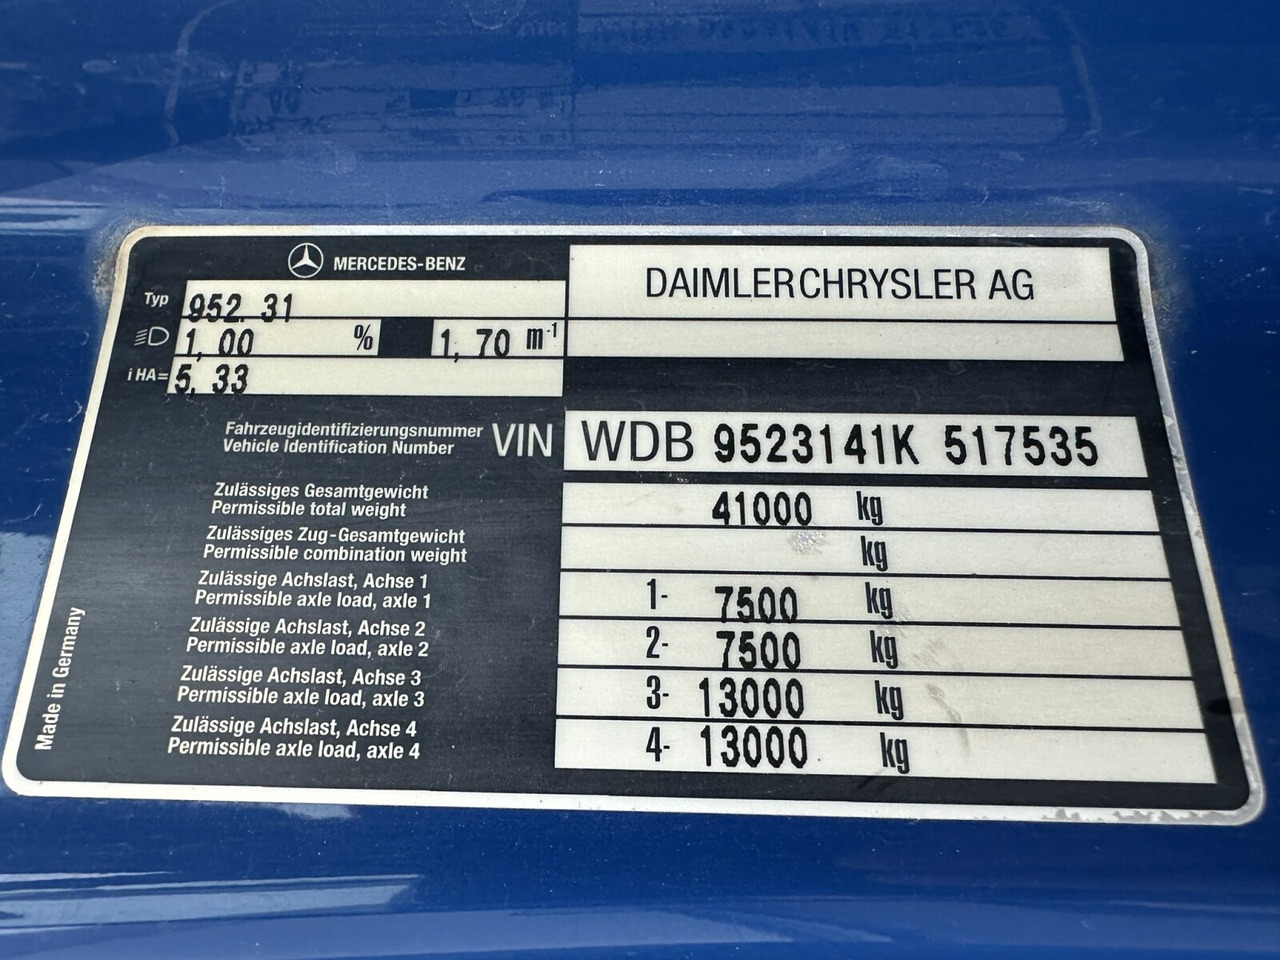 MERCEDES-BENZ
DAIMLERCHRYSLER AG
Typ 952. 31
1, 00 % 1, 70 m⁻¹
i HA= 5, 33
Fahrzeugidentifizierungsnummer
Vehicle Identification Number
VIN WDB 9523141K 517535
Zulässiges Gesamtgewicht
Permissible total weight
41000 kg
Zulässiges Zug-Gesamtgewicht
Permissible combination weight
kg
Zulässige Achslast, Achse 1
Permissible axle load, axle 1
1- 7500 kg
Zulässige Achslast, Achse 2
Permissible axle load, axle 2
2- 7500 kg
Zulässige Achslast, Achse 3
Permissible axle load, axle 3
3- 13000 kg
Zulässige Achslast, Achse 4
Permissible axle load, axle 4
4- 13000 kg
Made in Germany